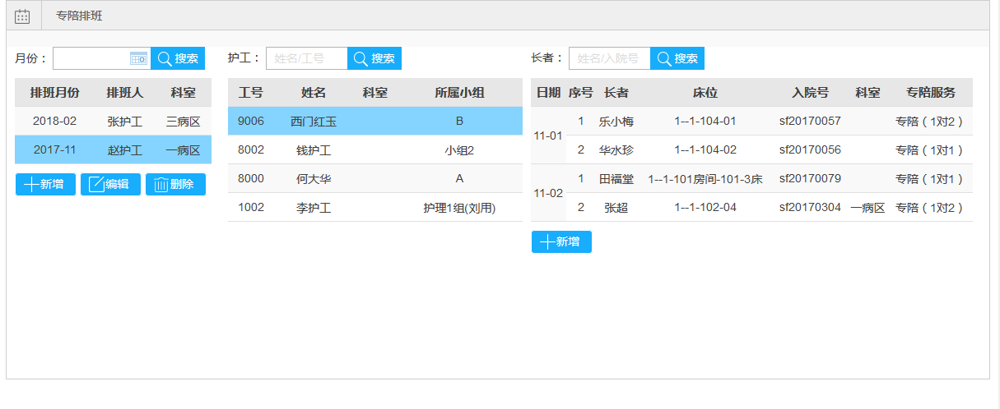 专陪排班
月份： 搜索 护工： 姓名/工号 搜索 长者： 姓名/入院号 搜索
排班月份 排班人 科室
2018-02 张护工 三病区
2017-11 赵护工 一病区
新增 编辑 删除
工号 姓名 科室 所属小组
9006 西门红玉 B
8002 钱护工 小组2
8000 何大华 A
1002 李护工 护理1组(刘用)
日期 序号 长者 床位 入院号 科室 专陪服务
11-01 1 乐小梅 1--1-104-01 sf20170057 专陪（1对2）
2 华水珍 1--1-104-02 sf20170056 专陪（1对1）
11-02 1 田福堂 1--1-101房间-101-3床 sf20170079 专陪（1对1）
2 张超 1--1-102-04 sf20170304 一病区 专陪（1对2）
新增